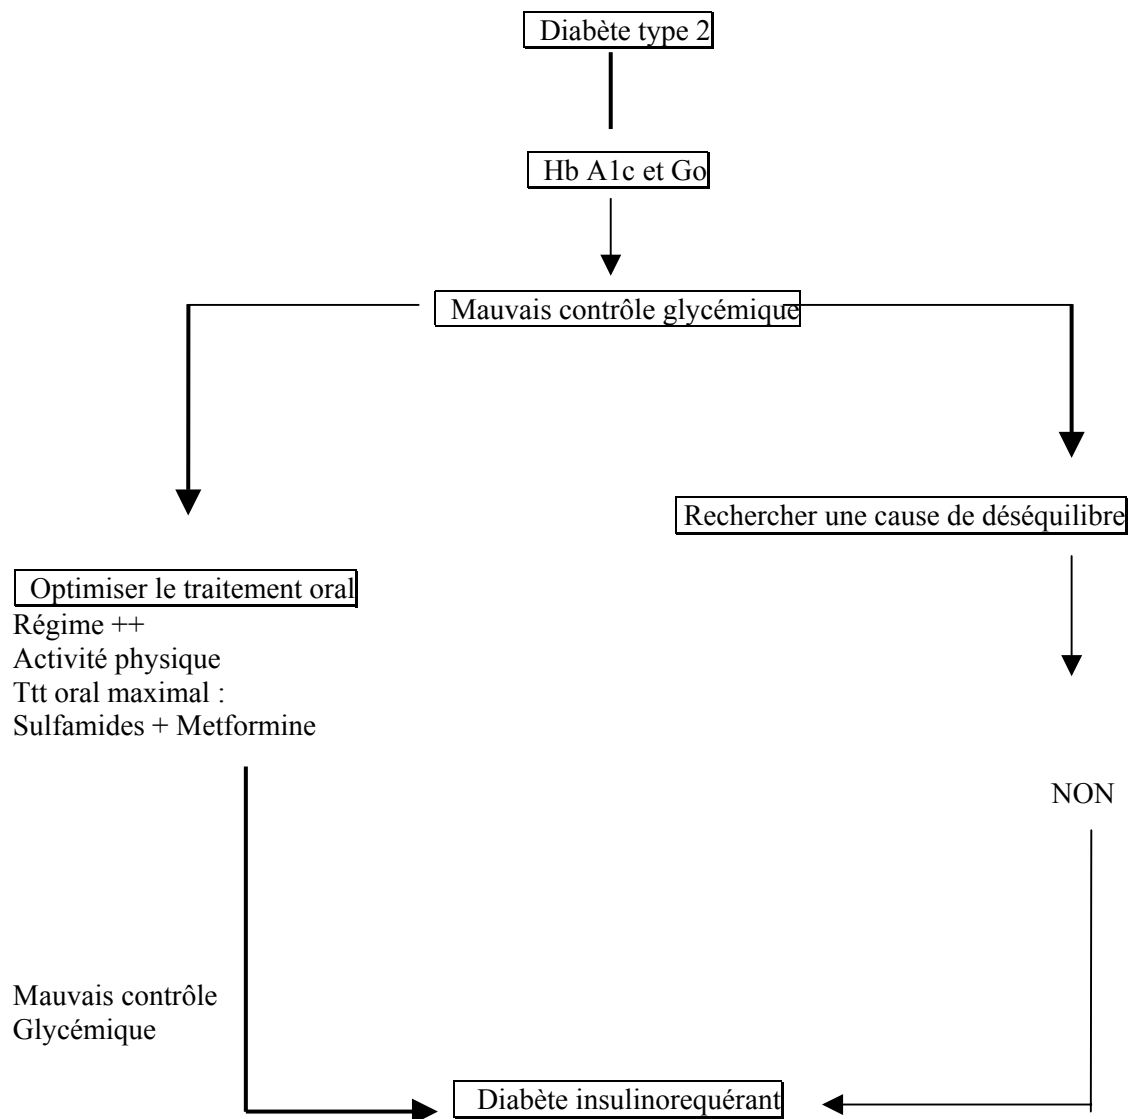 Diabète type 2
Hb A1c et Go
Mauvais contrôle glycémique
Rechercher une cause de déséquilibre
Optimiser le traitement oral
Régime ++
Activité physique
Ttt oral maximal :
Sulfamides + Metformine
NON
Mauvais contrôle
Glycémique
Diabète insulinorequérant